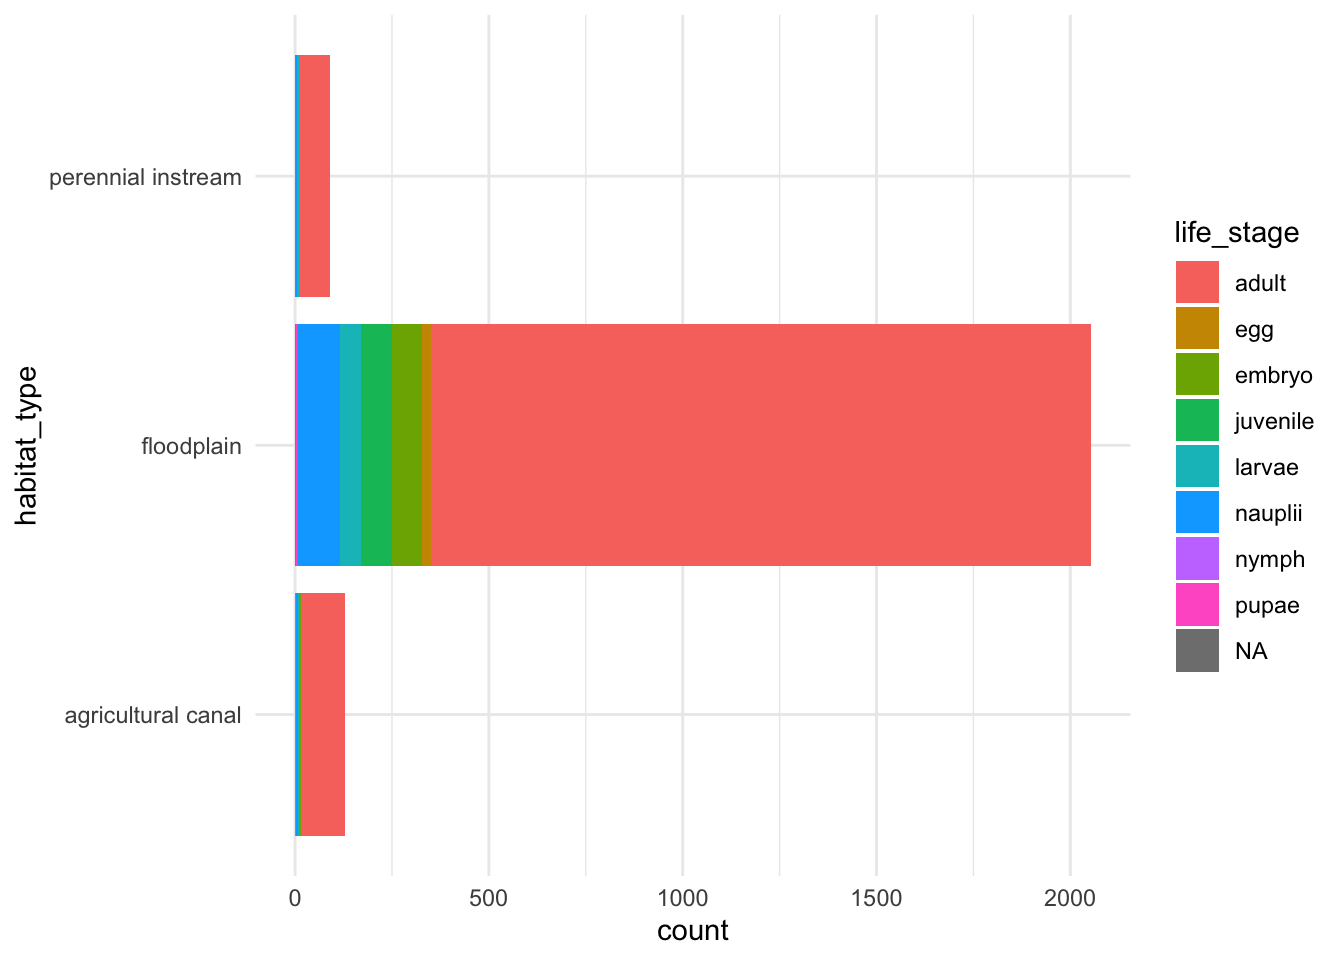 perennial instream
floodplain
agricultural canal
habitat_type
0 500 1000 1500 2000
count
life_stage
adult
egg
embryo
juvenile
larvae
nauplii
nymph
pupae
NA